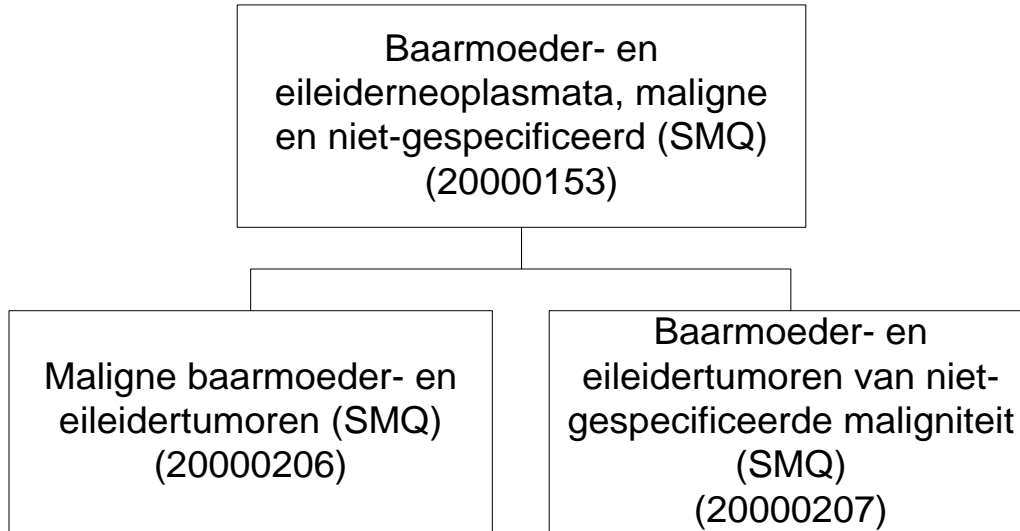 Baarmoeder- en
eileiderneoplasmata, maligne
en niet-gespecificeerd (SMQ)
(20000153)
Maligne baarmoeder- en
eileidertumoren (SMQ)
(20000206)
Baarmoeder- en
eileidertumoren van niet-
gespecificeerde maligniteit
(SMQ)
(20000207)